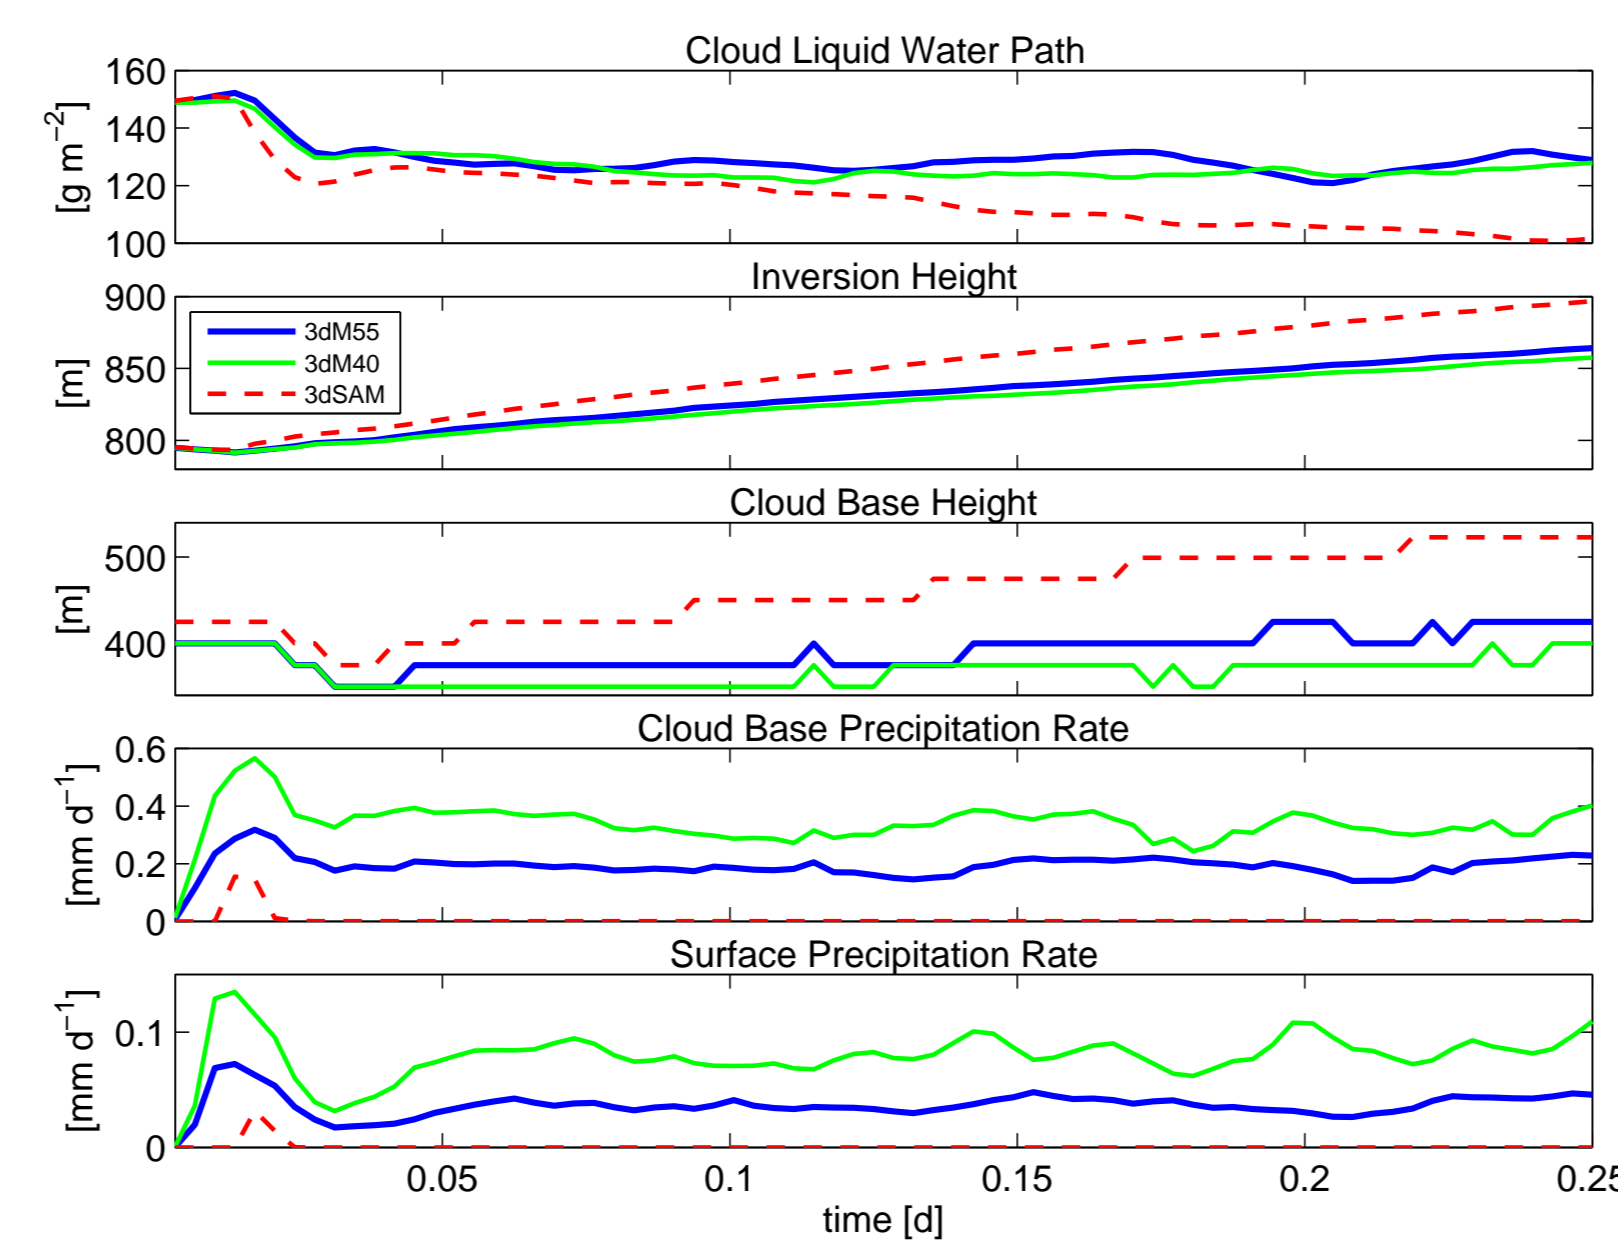 Cloud Liquid Water Path
160
140
120
100
[g m⁻²]
Inversion Height
900
850
800
[m]
3dM55
3dM40
3dSAM
Cloud Base Height
500
400
[m]
Cloud Base Precipitation Rate
0.6
0.4
0.2
0
[mm d⁻¹]
Surface Precipitation Rate
0.1
0
[mm d⁻¹]
0.05 0.1 0.15 0.2 0.25
time [d]